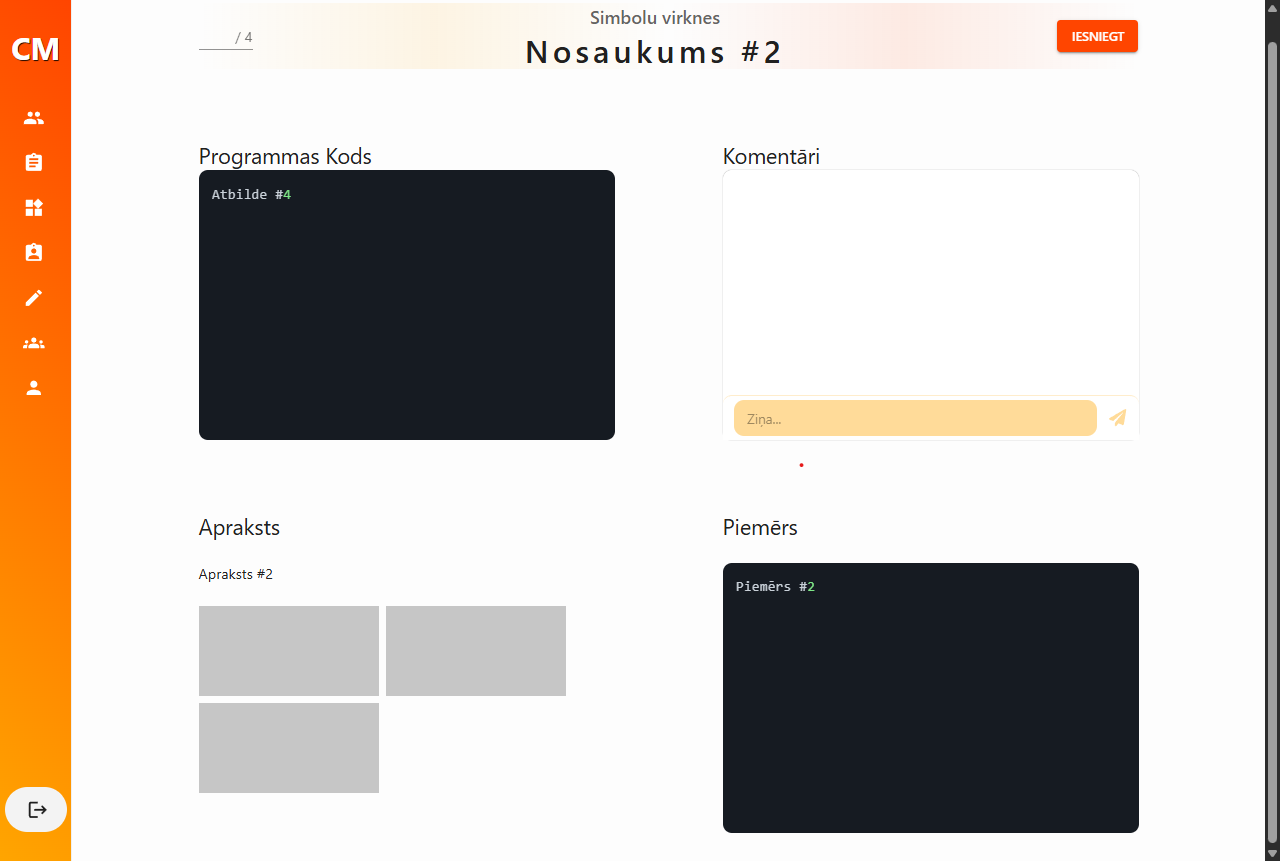 CM
Simbolu virknes
/ 4
Nosaukums #2
IESNIEGT
Programmas Kods
Atbilde #4
Komentāri
Ziņa...
Apraksts
Apraksts #2
Piemērs
Piemērs #2